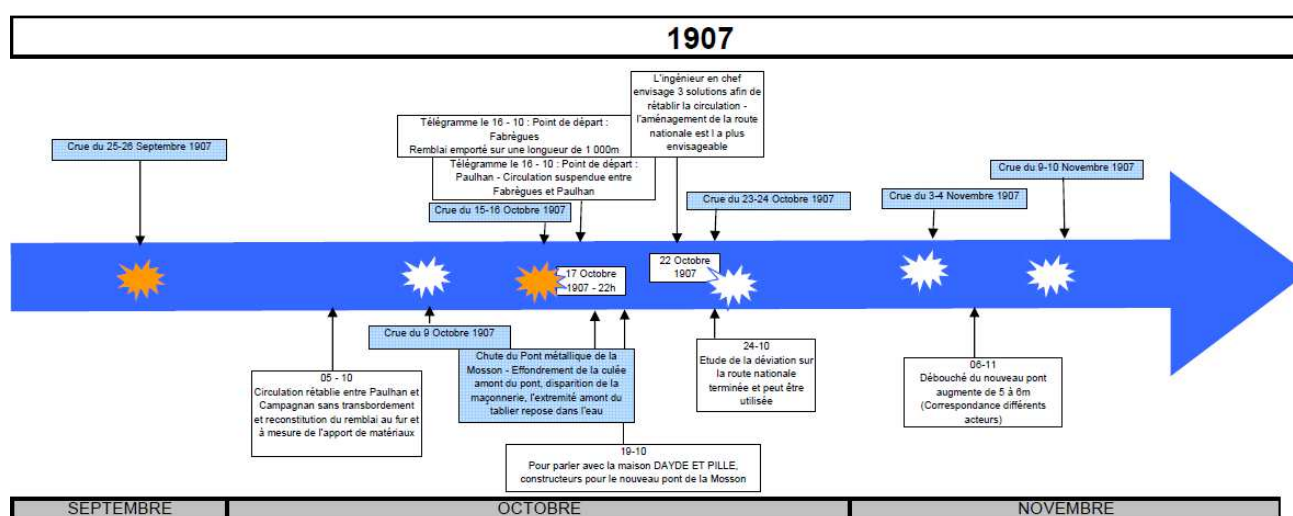 1907
L'ingénieur en chef
envisage 3 solutions afin de
rétablir la circulation -
l'aménagement de la route
nationale est l a plus
envisageable
Télégramme le 16 - 10 : Point de départ :
Fabrègues
Remblai emporté sur une longueur de 1 000m
Télégramme le 16 - 10 : Point de départ :
Paulhan - Circulation suspendue entre
Fabrègues et Paulhan
Crue du 25-26 Septembre 1907
Crue du 15-16 Octobre 1907
Crue du 23-24 Octobre 1907
Crue du 3-4 Novembre 1907
Crue du 9-10 Novembre 1907
17 Octobre
1907 - 22h
22 Octobre
1907
Crue du 9 Octobre 1907
05 - 10
Circulation rétablie entre Paulhan et
Campagnan sans transbordement
et reconstitution du remblai au fur et
à mesure de l'apport de matériaux
Chute du Pont métallique de la
Mosson - Effondrement de la culée
amont du pont, disparition de la
maçonnerie, l'extrémité amont du
tablier repose dans l'eau
19-10
Pour parler avec la maison DAYDE ET PILLE,
constructeurs pour le nouveau pont de la Mosson
24-10
Etude de la déviation sur
la route nationale
terminée et peut être
utilisée
06-11
Débouché du nouveau pont
augmente de 5 à 6m
(Correspondance différents
acteurs)
SEPTEMBRE
OCTOBRE
NOVEMBRE